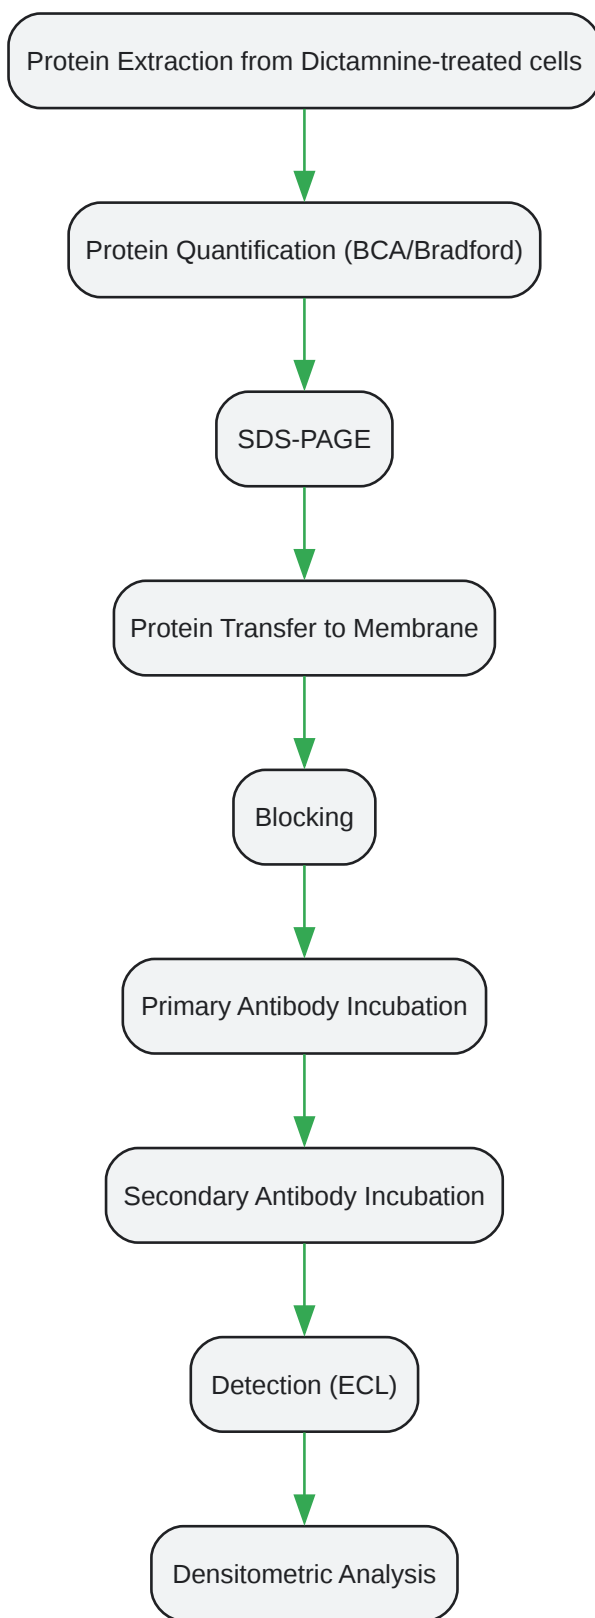 Protein Extraction from Dictamnine-treated cells
Protein Quantification (BCA/Bradford)
SDS-PAGE
Protein Transfer to Membrane
Blocking
Primary Antibody Incubation
Secondary Antibody Incubation
Detection (ECL)
Densitometric Analysis